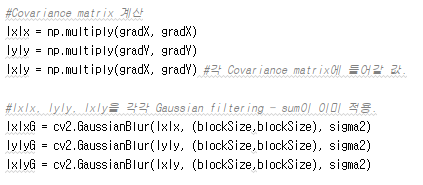 #Covariance matrix 계산
IxIx = np.multiply(gradX, gradX)
IyIy = np.multiply(gradY, gradY)
IxIy = np.multiply(gradX, gradY) #각 Covariance matrix에 들어갈 값.
#IxIx, IyIy, IxIy을 각각 Gaussian filtering - sum이 이미 적용.
IxIxG = cv2.GaussianBlur(IxIx, (blockSize,blockSize), sigma2)
IyIyG = cv2.GaussianBlur(IyIy, (blockSize,blockSize), sigma2)
IxIyG = cv2.GaussianBlur(IxIy, (blockSize,blockSize), sigma2)